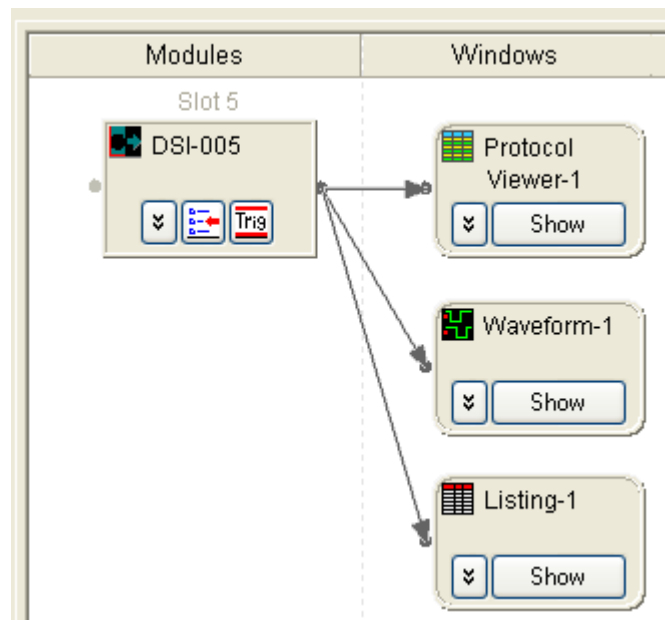 Modules
Windows
Slot 5
DSI-005
Trig
Protocol
Viewer-1
Show
Waveform-1
Show
Listing-1
Show